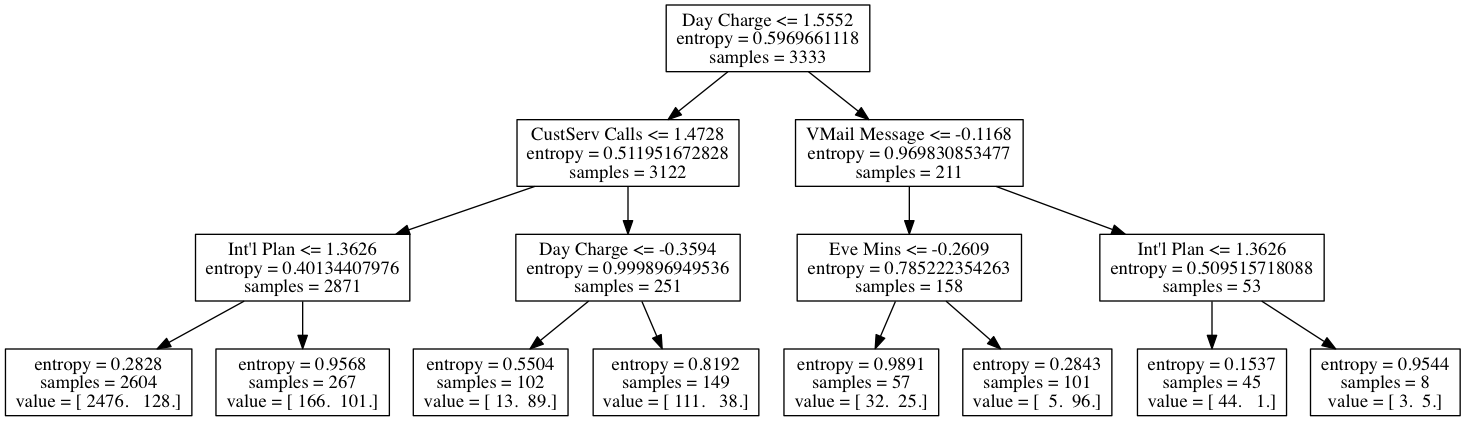 Day Charge <= 1.5552
entropy = 0.5969661118
samples = 3333
CustServ Calls <= 1.4728
entropy = 0.511951672828
samples = 3122
VMail Message <= -0.1168
entropy = 0.969830853477
samples = 211
Int'l Plan <= 1.3626
entropy = 0.40134407976
samples = 2871
Day Charge <= -0.3594
entropy = 0.999896949536
samples = 251
Eve Mins <= -0.2609
entropy = 0.785222354263
samples = 158
Int'l Plan <= 1.3626
entropy = 0.509515718088
samples = 53
entropy = 0.2828
samples = 2604
value = [ 2476. 128.]
entropy = 0.9568
samples = 267
value = [ 166. 101.]
entropy = 0.5504
samples = 102
value = [ 13. 89.]
entropy = 0.8192
samples = 149
value = [ 111. 38.]
entropy = 0.9891
samples = 57
value = [ 32. 25.]
entropy = 0.2843
samples = 101
value = [ 5. 96.]
entropy = 0.1537
samples = 45
value = [ 44. 1.]
entropy = 0.9544
samples = 8
value = [ 3. 5.]